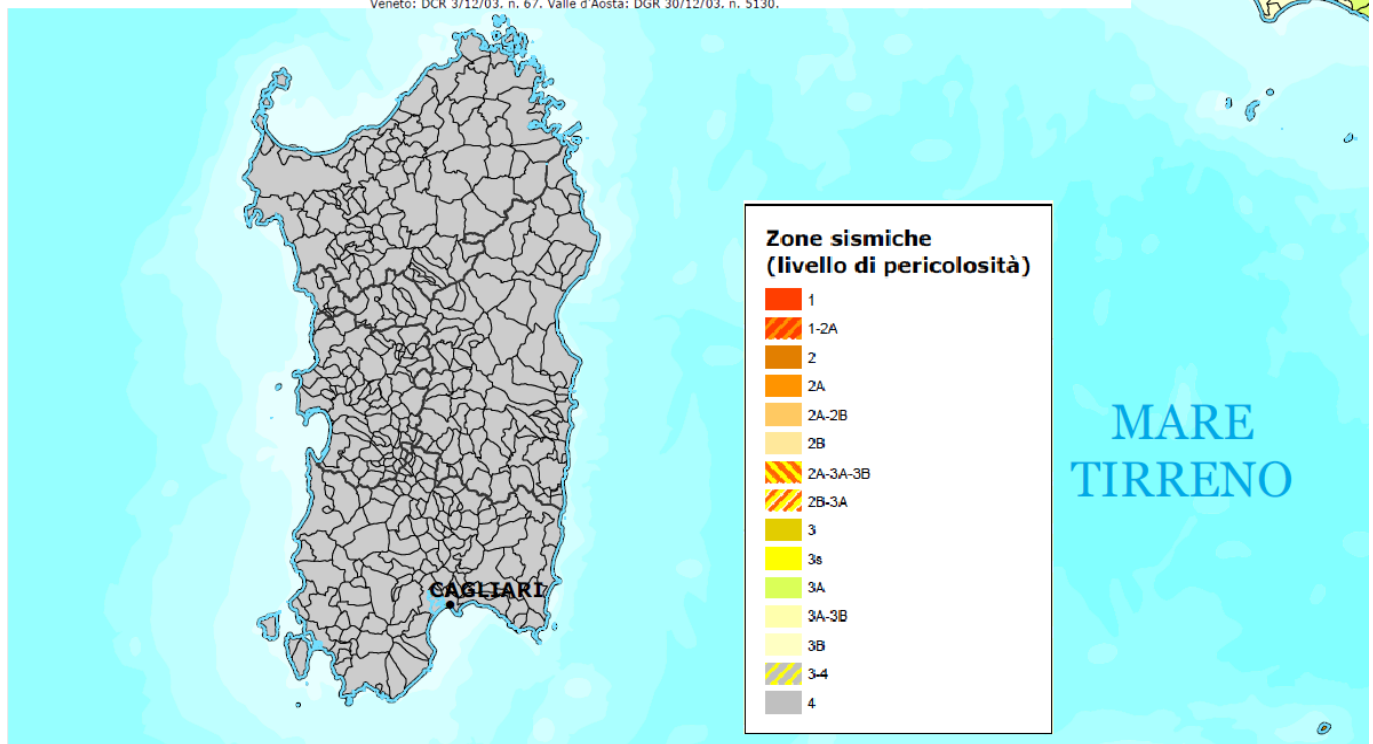 Veneto: DCR 3/12/03, n. 67. Valle d'Aosta: DGR 30/12/03, n. 5130.
Zone sismiche
(livello di pericolosità)
1
1-2A
2
2A
2A-2B
2B
2A-3A-3B
2B-3A
3
3s
3A
3A-3B
3B
3-4
4
MARE
TIRRENO
CAGLIARI